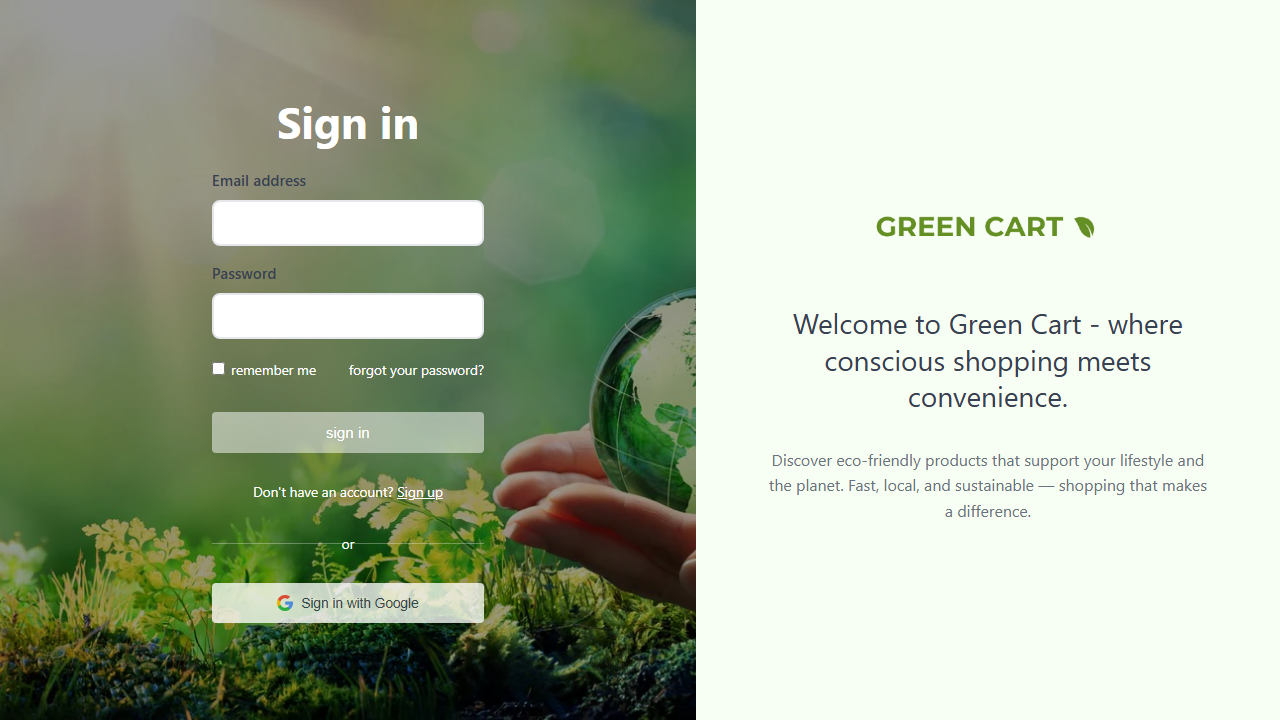 Sign in
Email address
Password
remember me
forgot your password?
sign in
Don't have an account? Sign up
or
Sign in with Google
GREEN CART
Welcome to Green Cart - where
conscious shopping meets
convenience.
Discover eco-friendly products that support your lifestyle and
the planet. Fast, local, and sustainable — shopping that makes
a difference.